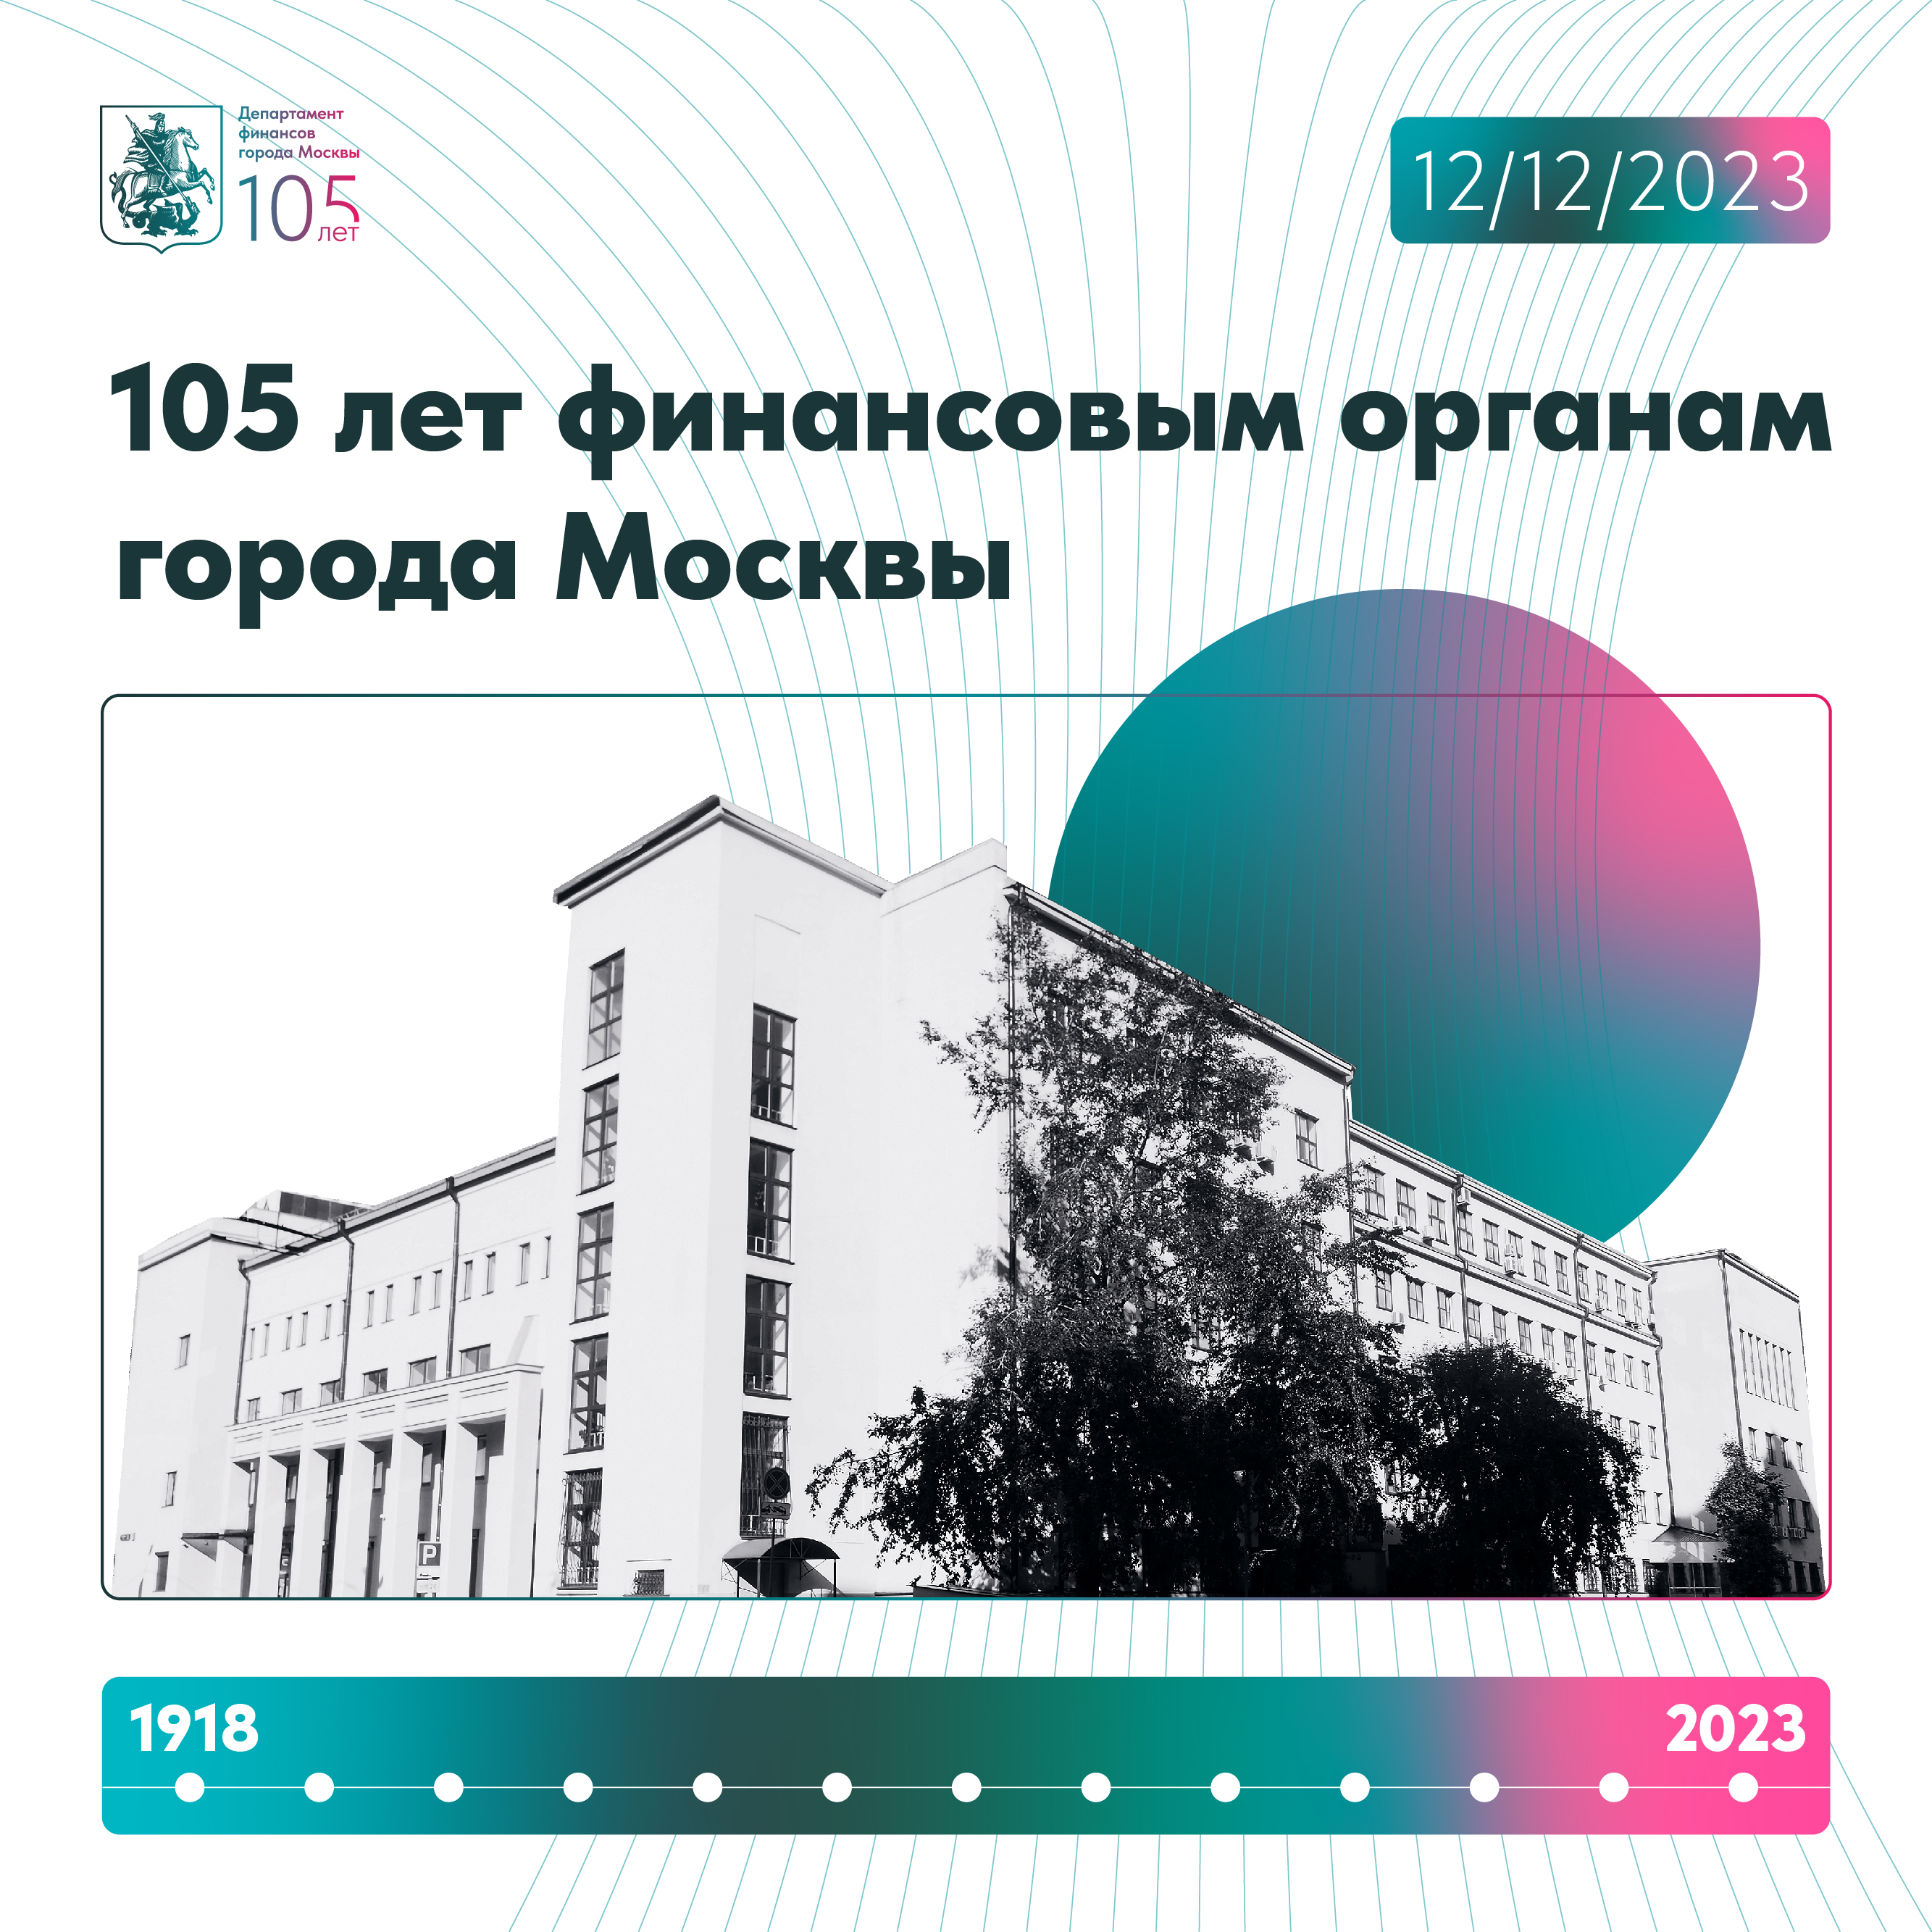 Департамент
финансов
города Москвы
105
лет
12/12/2023
105 лет финансовым органам
города Москвы
P
1918
2023